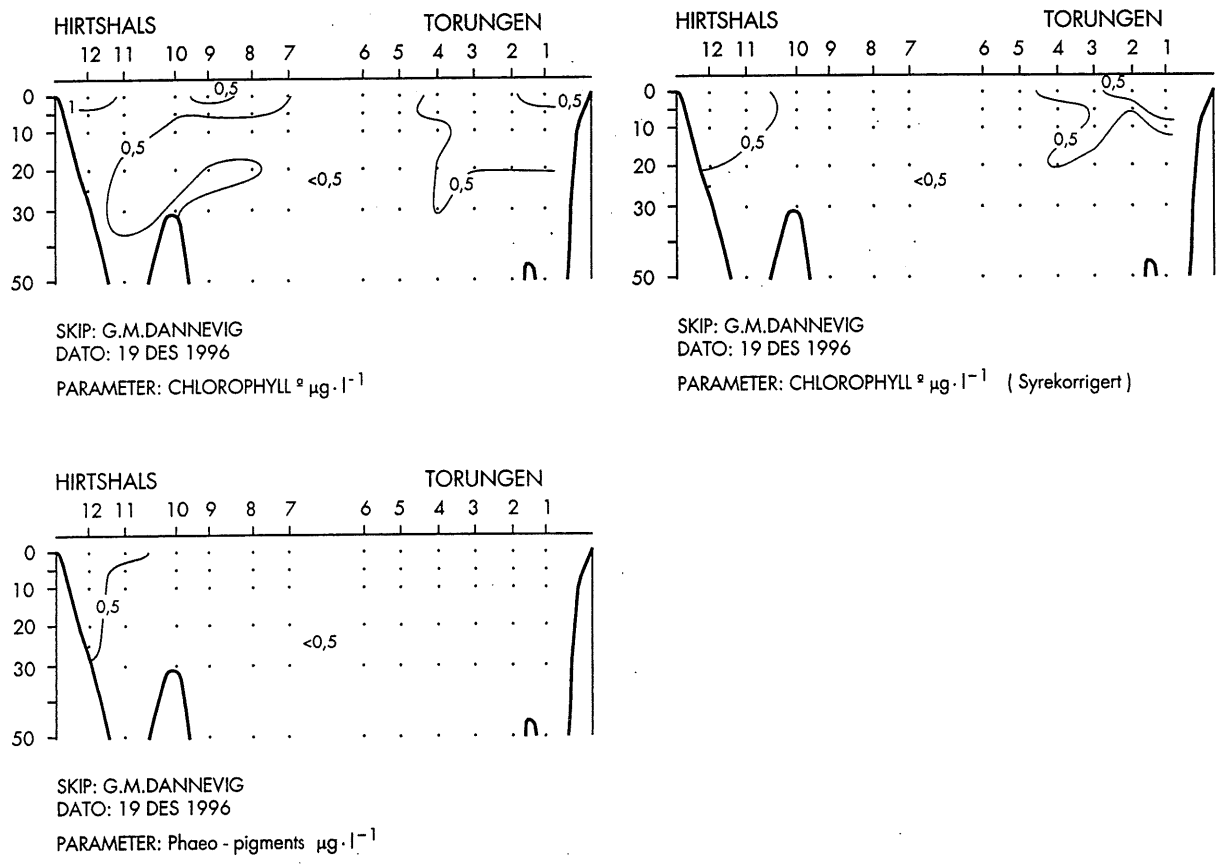 HIRTSHALS TORUNGEN
12 11 10 9 8 7 6 5 4 3 2 1
0
10
20
30
50
1
0,5
0,5
0,5
0,5
<0,5
SKIP: G.M.DANNEVIG
DATO: 19 DES 1996
PARAMETER: CHLOROPHYLL ª µg·l⁻¹
HIRTSHALS TORUNGEN
12 11 10 9 8 7 6 5 4 3 2 1
0
10
20
30
50
0,5
0,5
0,5
<0,5
SKIP: G.M.DANNEVIG
DATO: 19 DES 1996
PARAMETER: CHLOROPHYLL ª µg·l⁻¹ (Syrekorrigert)
HIRTSHALS TORUNGEN
12 11 10 9 8 7 6 5 4 3 2 1
0
10
20
30
50
0,5
<0,5
SKIP: G.M.DANNEVIG
DATO: 19 DES 1996
PARAMETER: Phaeo - pigments µg·l⁻¹